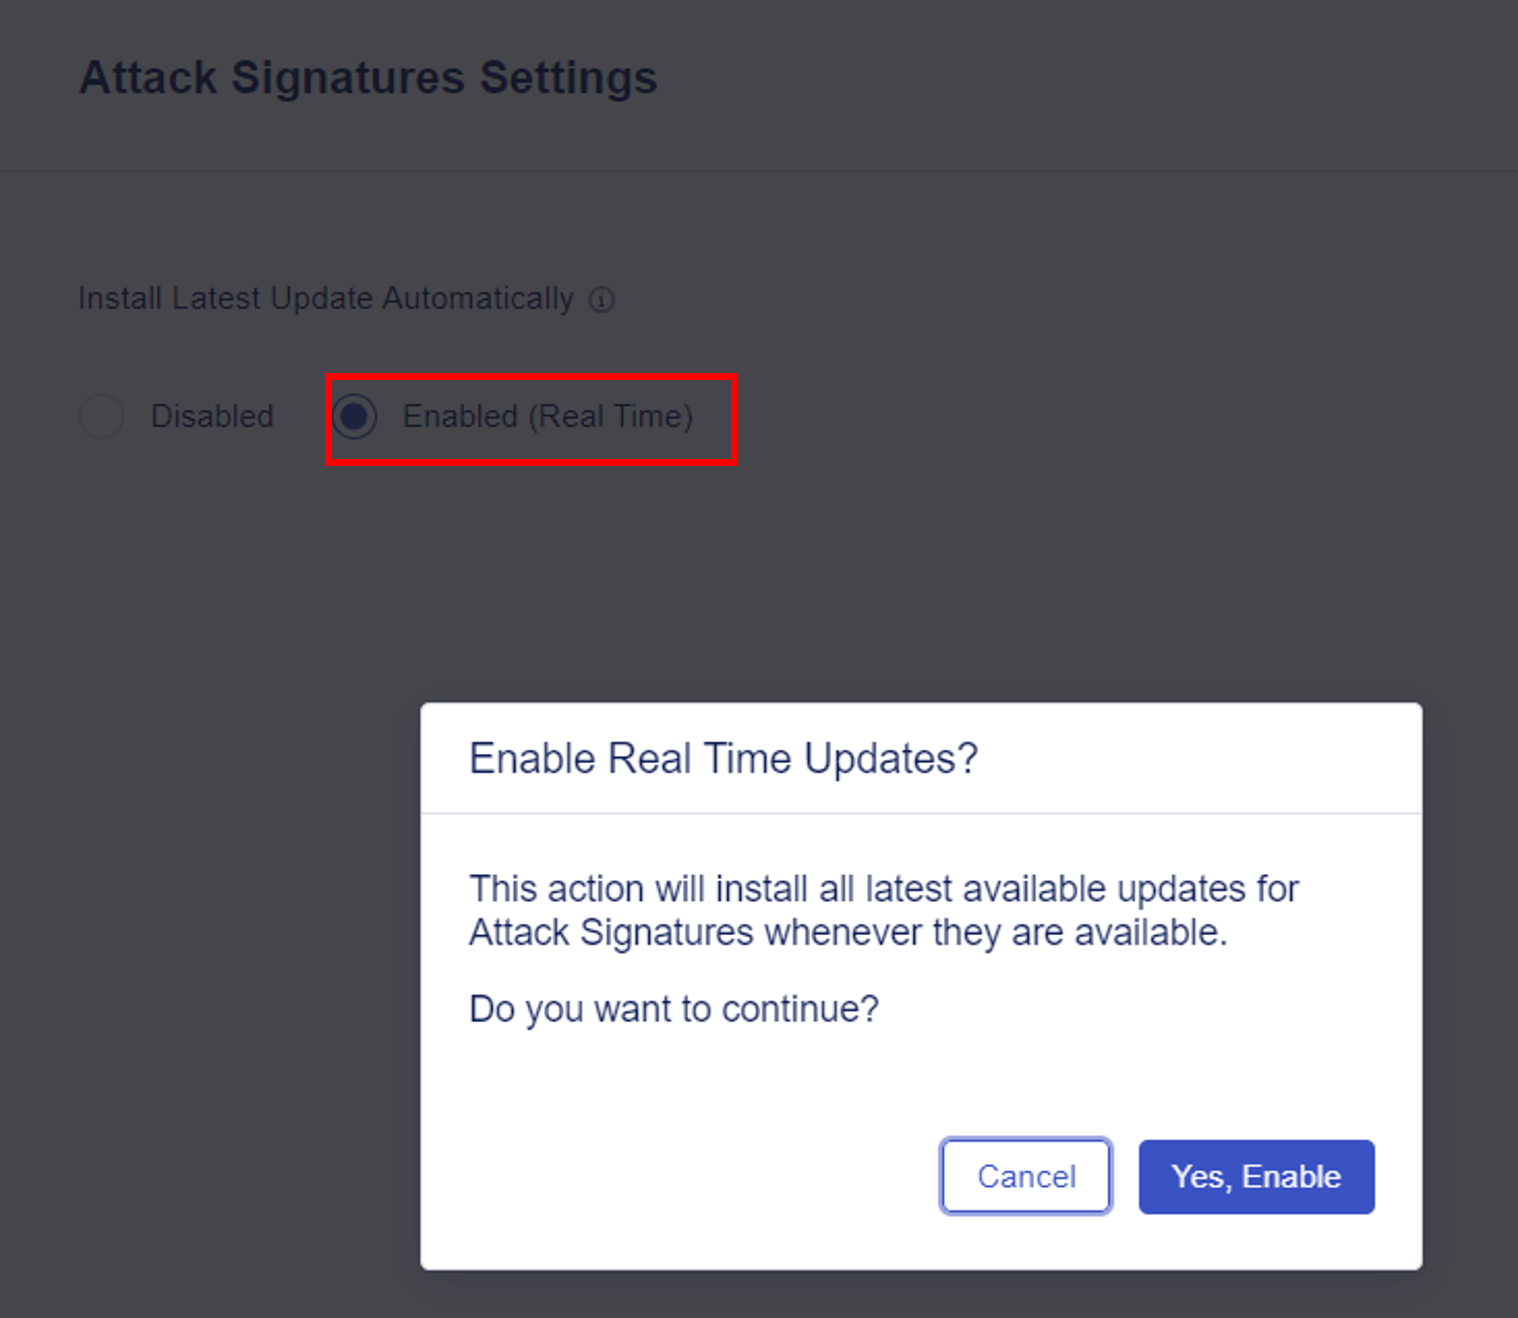 Attack Signatures Settings
Install Latest Update Automatically
Disabled Enabled (Real Time)
Enable Real Time Updates?
This action will install all latest available updates for
Attack Signatures whenever they are available.
Do you want to continue?
Cancel Yes, Enable